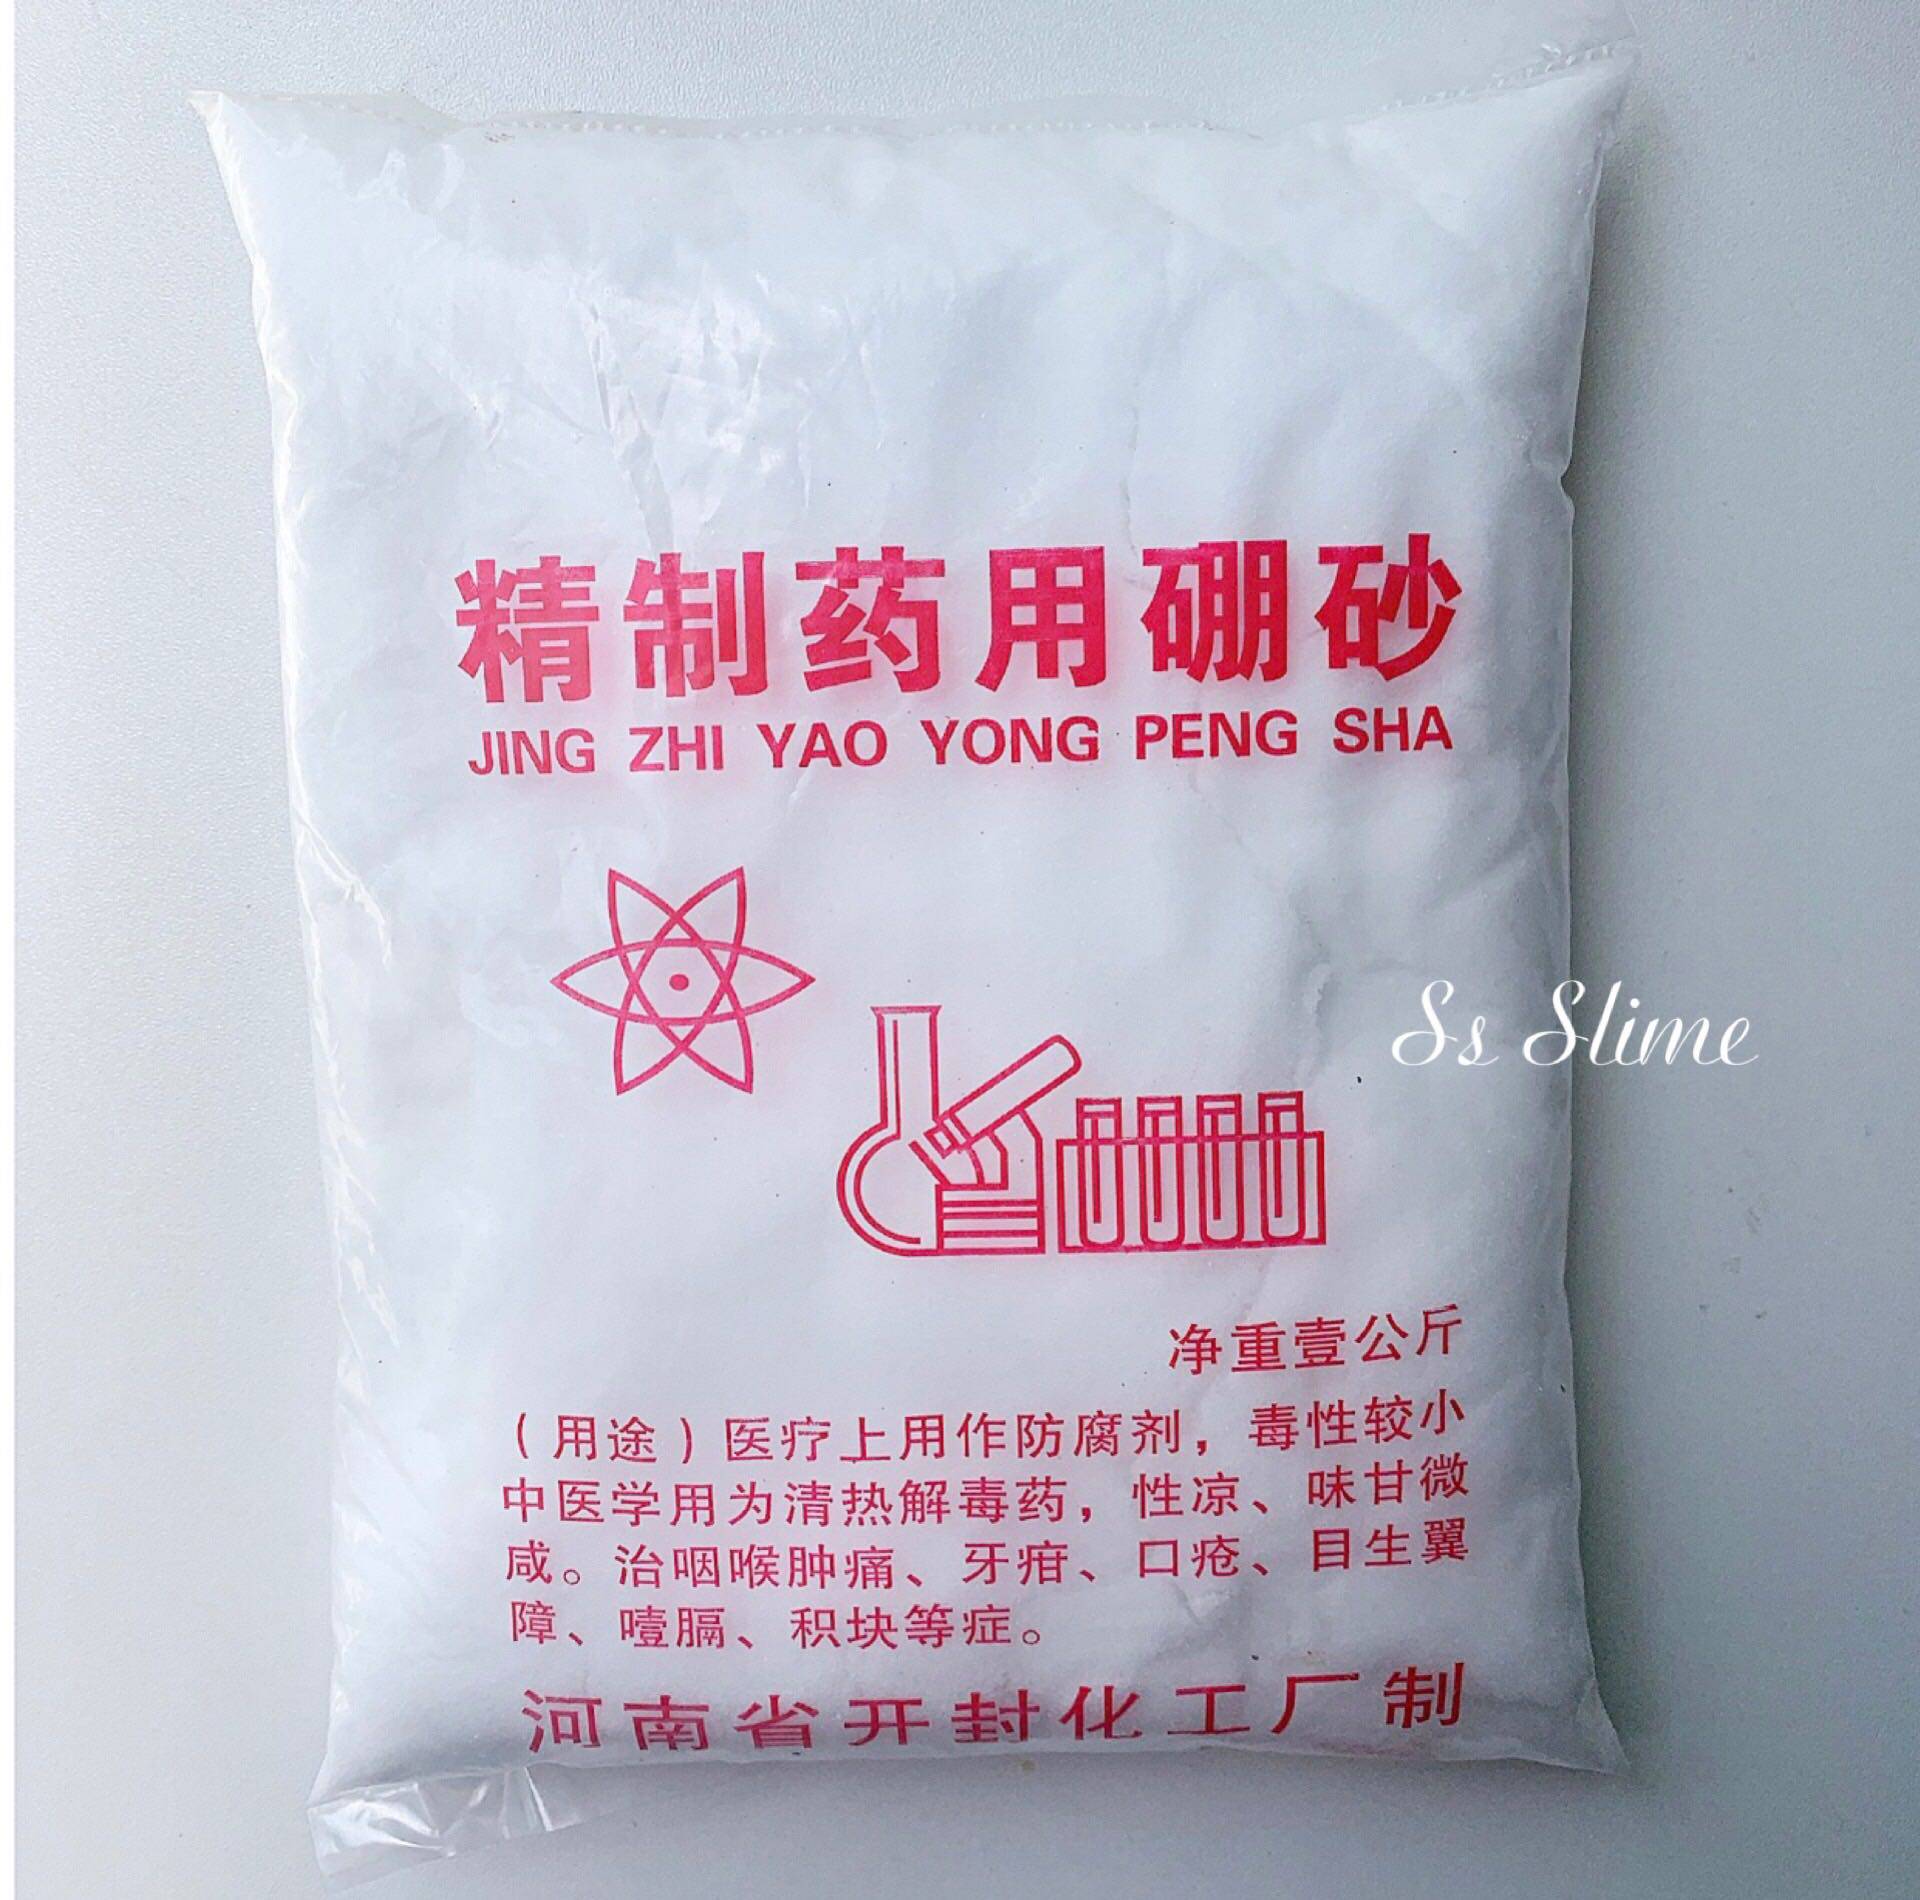 精制药用硼砂
JING ZHI YAO YONG PENG SHA
Ss Slime
净重壹公斤
（用途）医疗上用作防腐剂，毒性较小
中医学用为清热解毒药，性凉、味甘微
咸。治咽喉肿痛、牙疳、口疮、目生翼
障、噎膈、积块等症。
河南省开封化工厂制